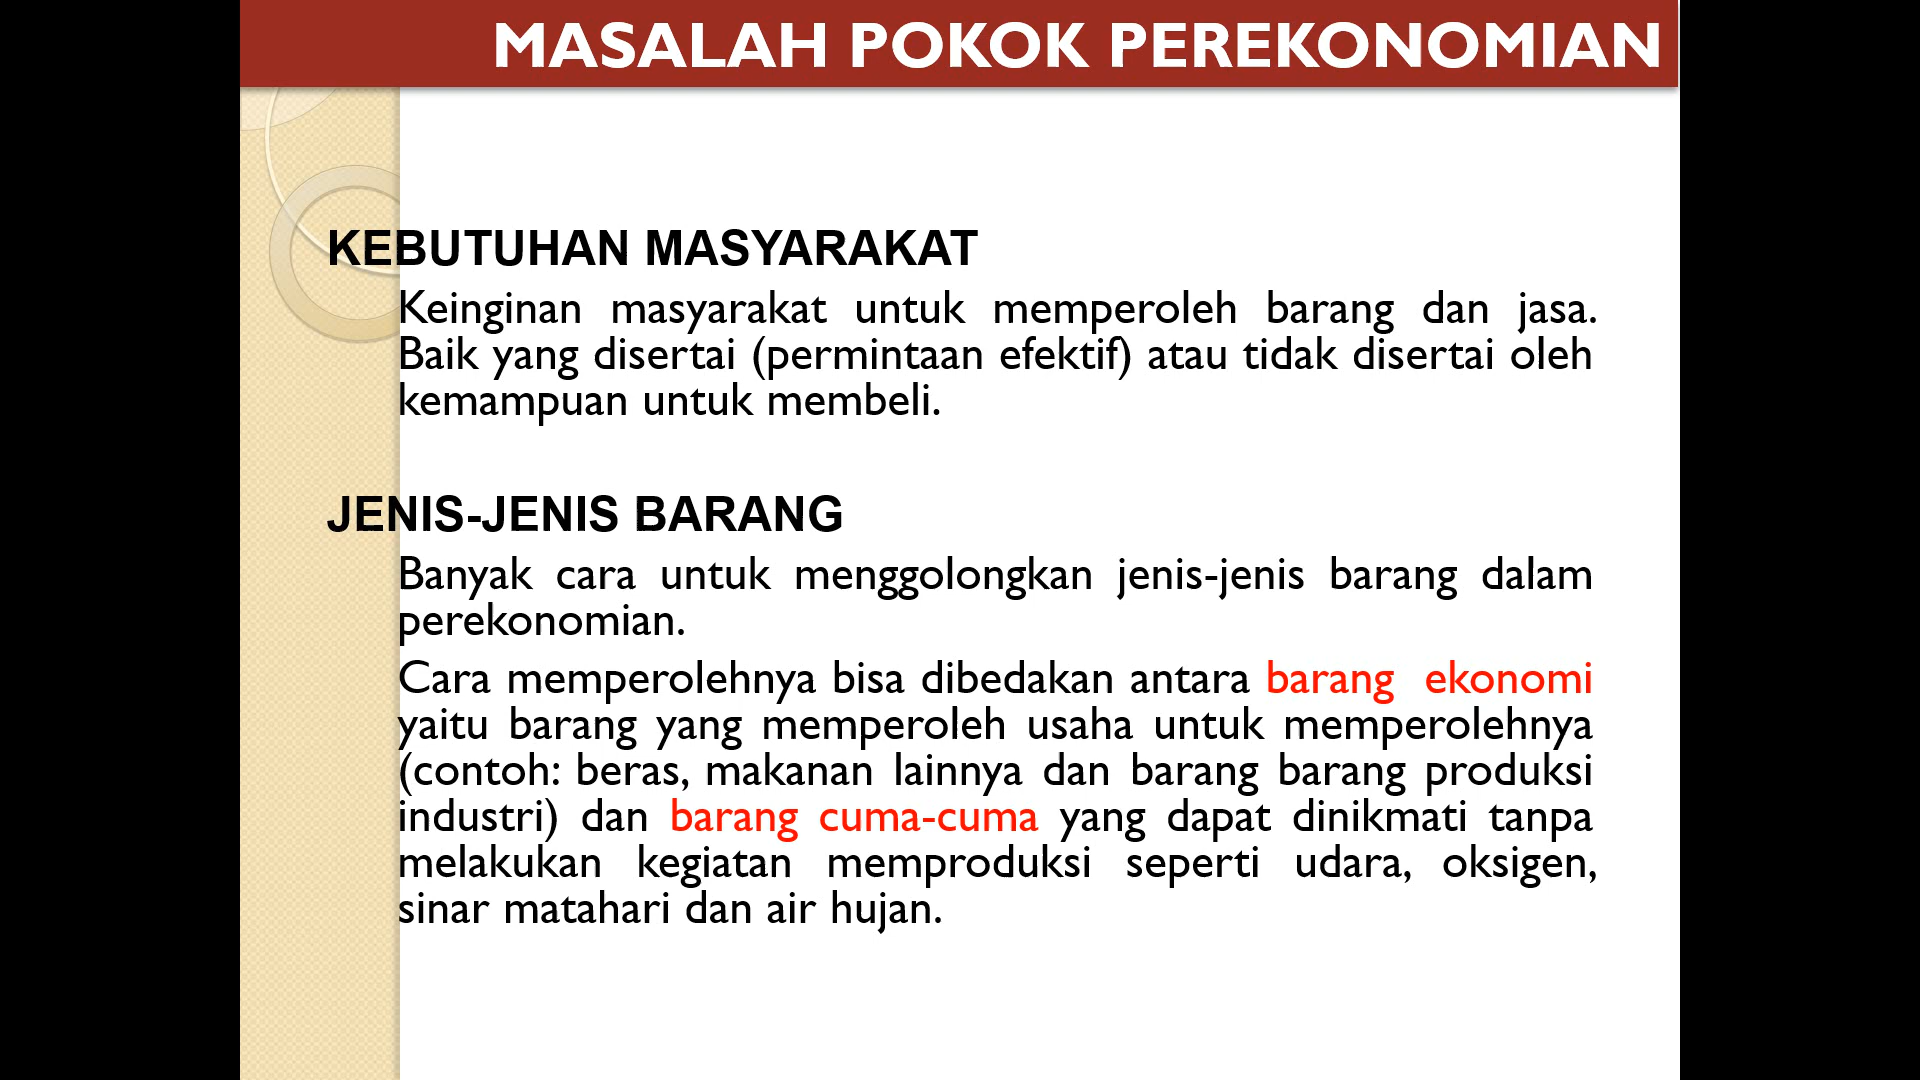 MASALAH POKOK PEREKONOMIAN
KEBUTUHAN MASYARAKAT
Keinginan masyarakat untuk memperoleh barang dan jasa.
Baik yang disertai (permintaan efektif) atau tidak disertai oleh
kemampuan untuk membeli.
JENIS-JENIS BARANG
Banyak cara untuk menggolongkan jenis-jenis barang dalam
perekonomian.
Cara memperolehnya bisa dibedakan antara barang ekonomi
yaitu barang yang memperoleh usaha untuk memperolehnya
(contoh: beras, makanan lainnya dan barang barang produksi
industri) dan barang cuma-cuma yang dapat dinikmati tanpa
melakukan kegiatan memproduksi seperti udara, oksigen,
sinar matahari dan air hujan.